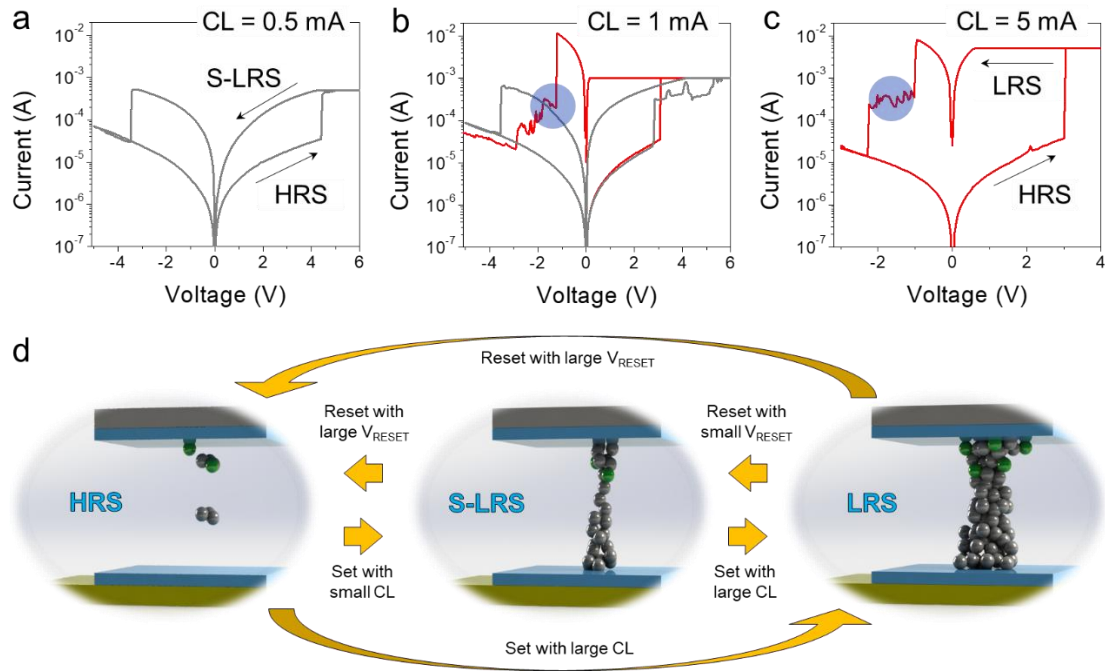 a
CL = 0.5 mA
10⁻²
10⁻³
10⁻⁴
10⁻⁵
10⁻⁶
10⁻⁷
Current (A)
S-LRS
HRS
-4 -2 0 2 4 6
Voltage (V)
b
CL = 1 mA
10⁻²
10⁻³
10⁻⁴
10⁻⁵
10⁻⁶
10⁻⁷
Current (A)
-4 -2 0 2 4 6
Voltage (V)
c
CL = 5 mA
10⁻²
10⁻³
10⁻⁴
10⁻⁵
10⁻⁶
10⁻⁷
Current (A)
LRS
HRS
-2 0 2 4
Voltage (V)
d
Reset with large V_RESET
Reset with
large V_RESET
Reset with
small V_RESET
HRS
S-LRS
LRS
Set with
small CL
Set with
large CL
Set with large CL